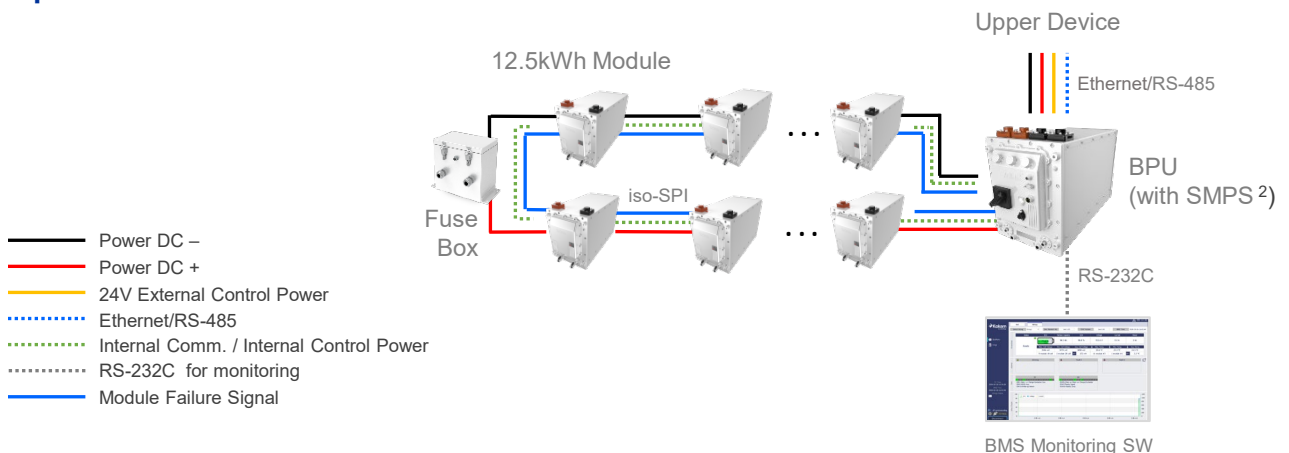 Upper Device
12.5kWh Module
Ethernet/RS-485
. . .
BPU
(with SMPS 2)
iso-SPI
Fuse
Box
. . .
Power DC –
Power DC +
24V External Control Power
Ethernet/RS-485
Internal Comm. / Internal Control Power
RS-232C for monitoring
Module Failure Signal
RS-232C
Kokam
BMS Monitoring SW